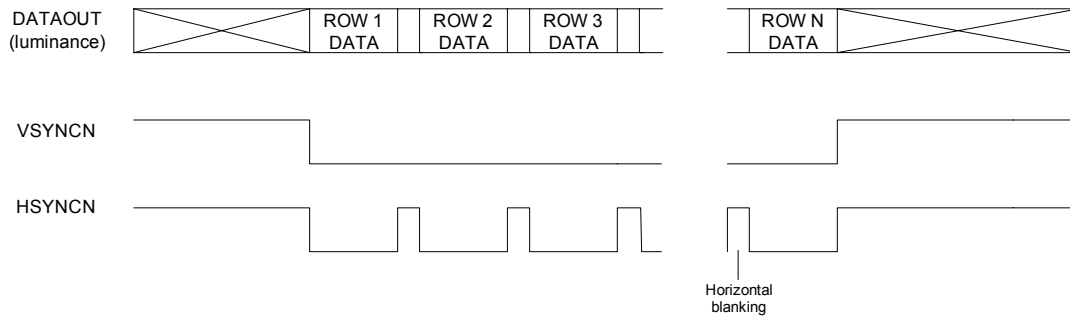 DATAOUT
(luminance)
ROW 1
DATA
ROW 2
DATA
ROW 3
DATA
ROW N
DATA
VSYNCN
HSYNCN
Horizontal
blanking